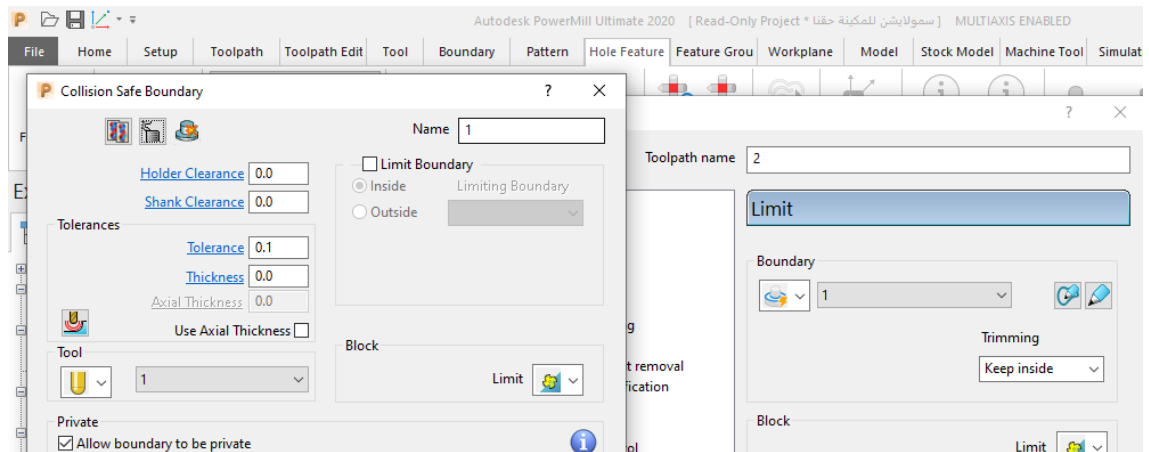 Autodesk PowerMill Ultimate 2020 [Read-Only Project * سمولايشن للمكينة حقنا ] MULTIAXIS ENABLED
File Home Setup Toolpath Toolpath Edit Tool Boundary Pattern Hole Feature Feature Grou Workplane Model Stock Model Machine Tool Simulat
Collision Safe Boundary ? ×
? ×
Name 1
Toolpath name 2
Holder Clearance 0.0
Limit Boundary
Inside Limiting Boundary
Shank Clearance 0.0
Outside
Limit
Tolerances
Tolerance 0.1
Boundary
Thickness 0.0
1
Axial Thickness 0.0
Use Axial Thickness
Trimming
Keep inside
Tool
1
Block
Limit
t removal
ication
Private
Allow boundary to be private
Block
Limit